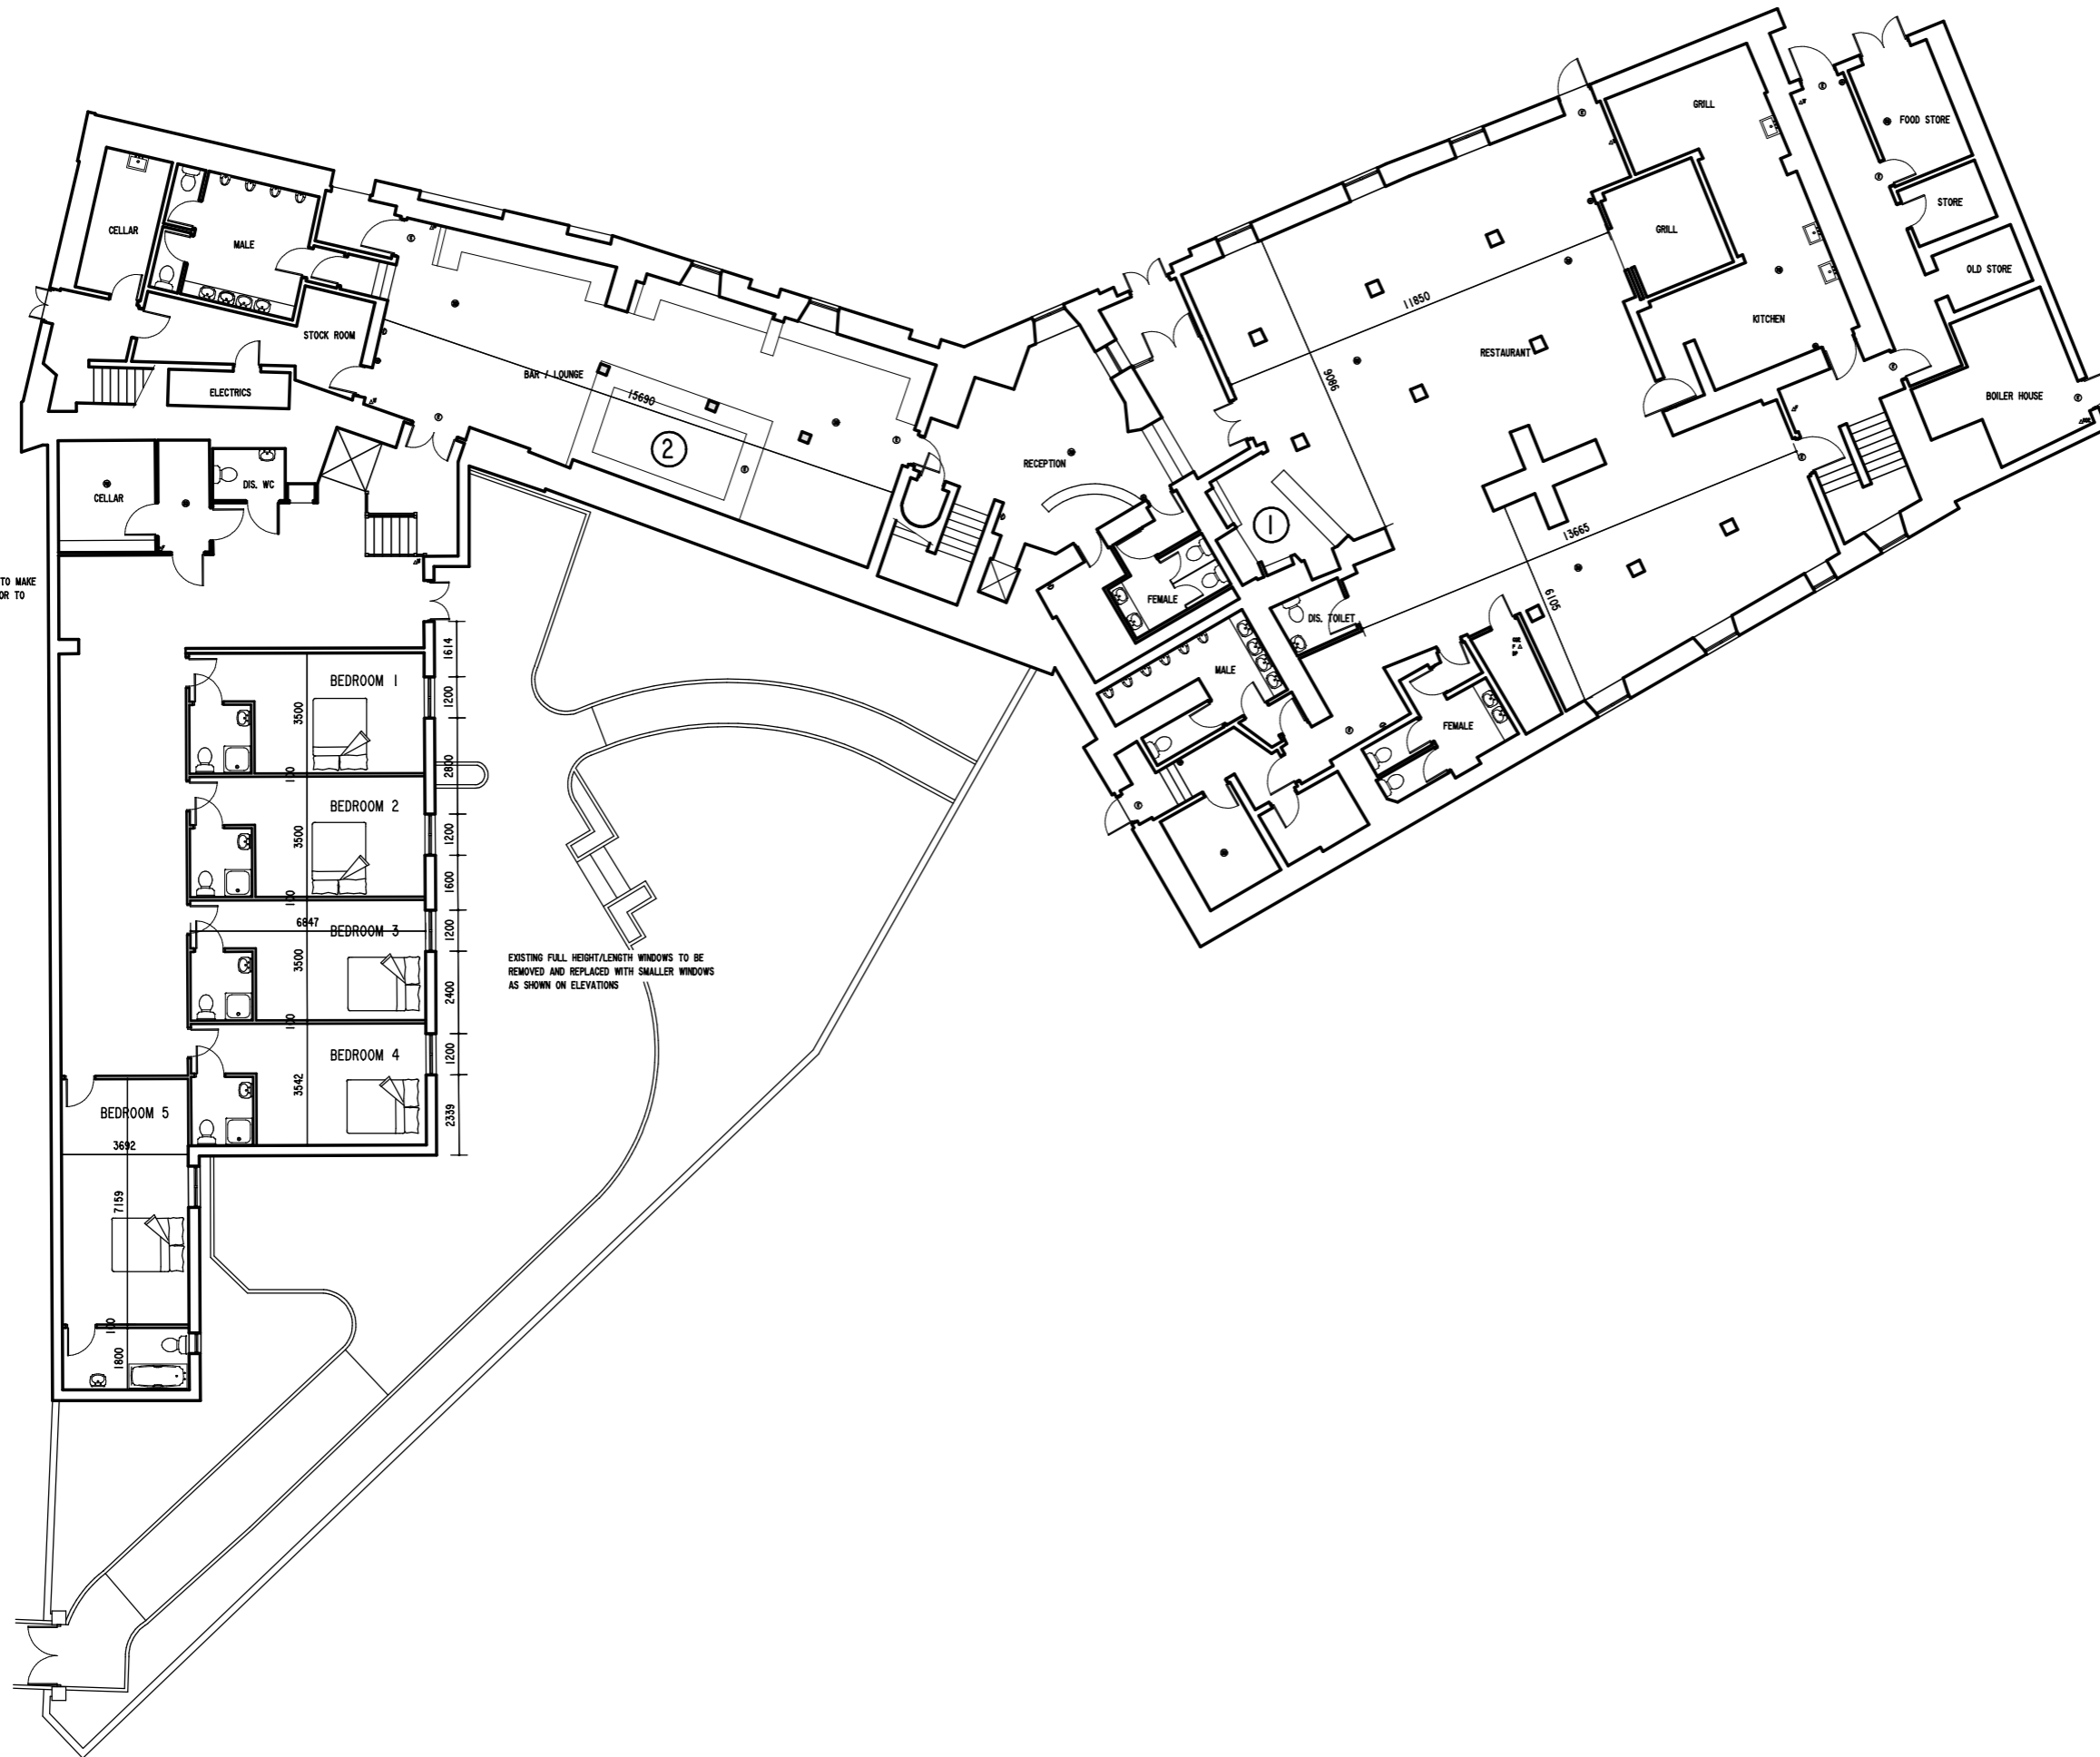 GRILL
FOOD STORE
CELLAR
MALE
STORE
GRILL
OLD STORE
STOCK ROOM
11850
KITCHEN
RESTAURANT
BAR / LOUNGE
9086
ELECTRICS
15690
BOILER HOUSE
2
RECEPTION
CELLAR
DIS. WC
1
13665
TO MAKE
OR TO
FEMALE
6105
DIS. TOILET
1614
MALE
BEDROOM 1
1200
3500
FEMALE
2800
100
BEDROOM 2
1200
3500
1600
100
6847
BEDROOM 3
1200
3500
EXISTING FULL HEIGHT/LENGTH WINDOWS TO BE
REMOVED AND REPLACED WITH SMALLER WINDOWS
AS SHOWN ON ELEVATIONS
2400
100
BEDROOM 4
1200
3542
BEDROOM 5
2339
3692
7159
100
1800